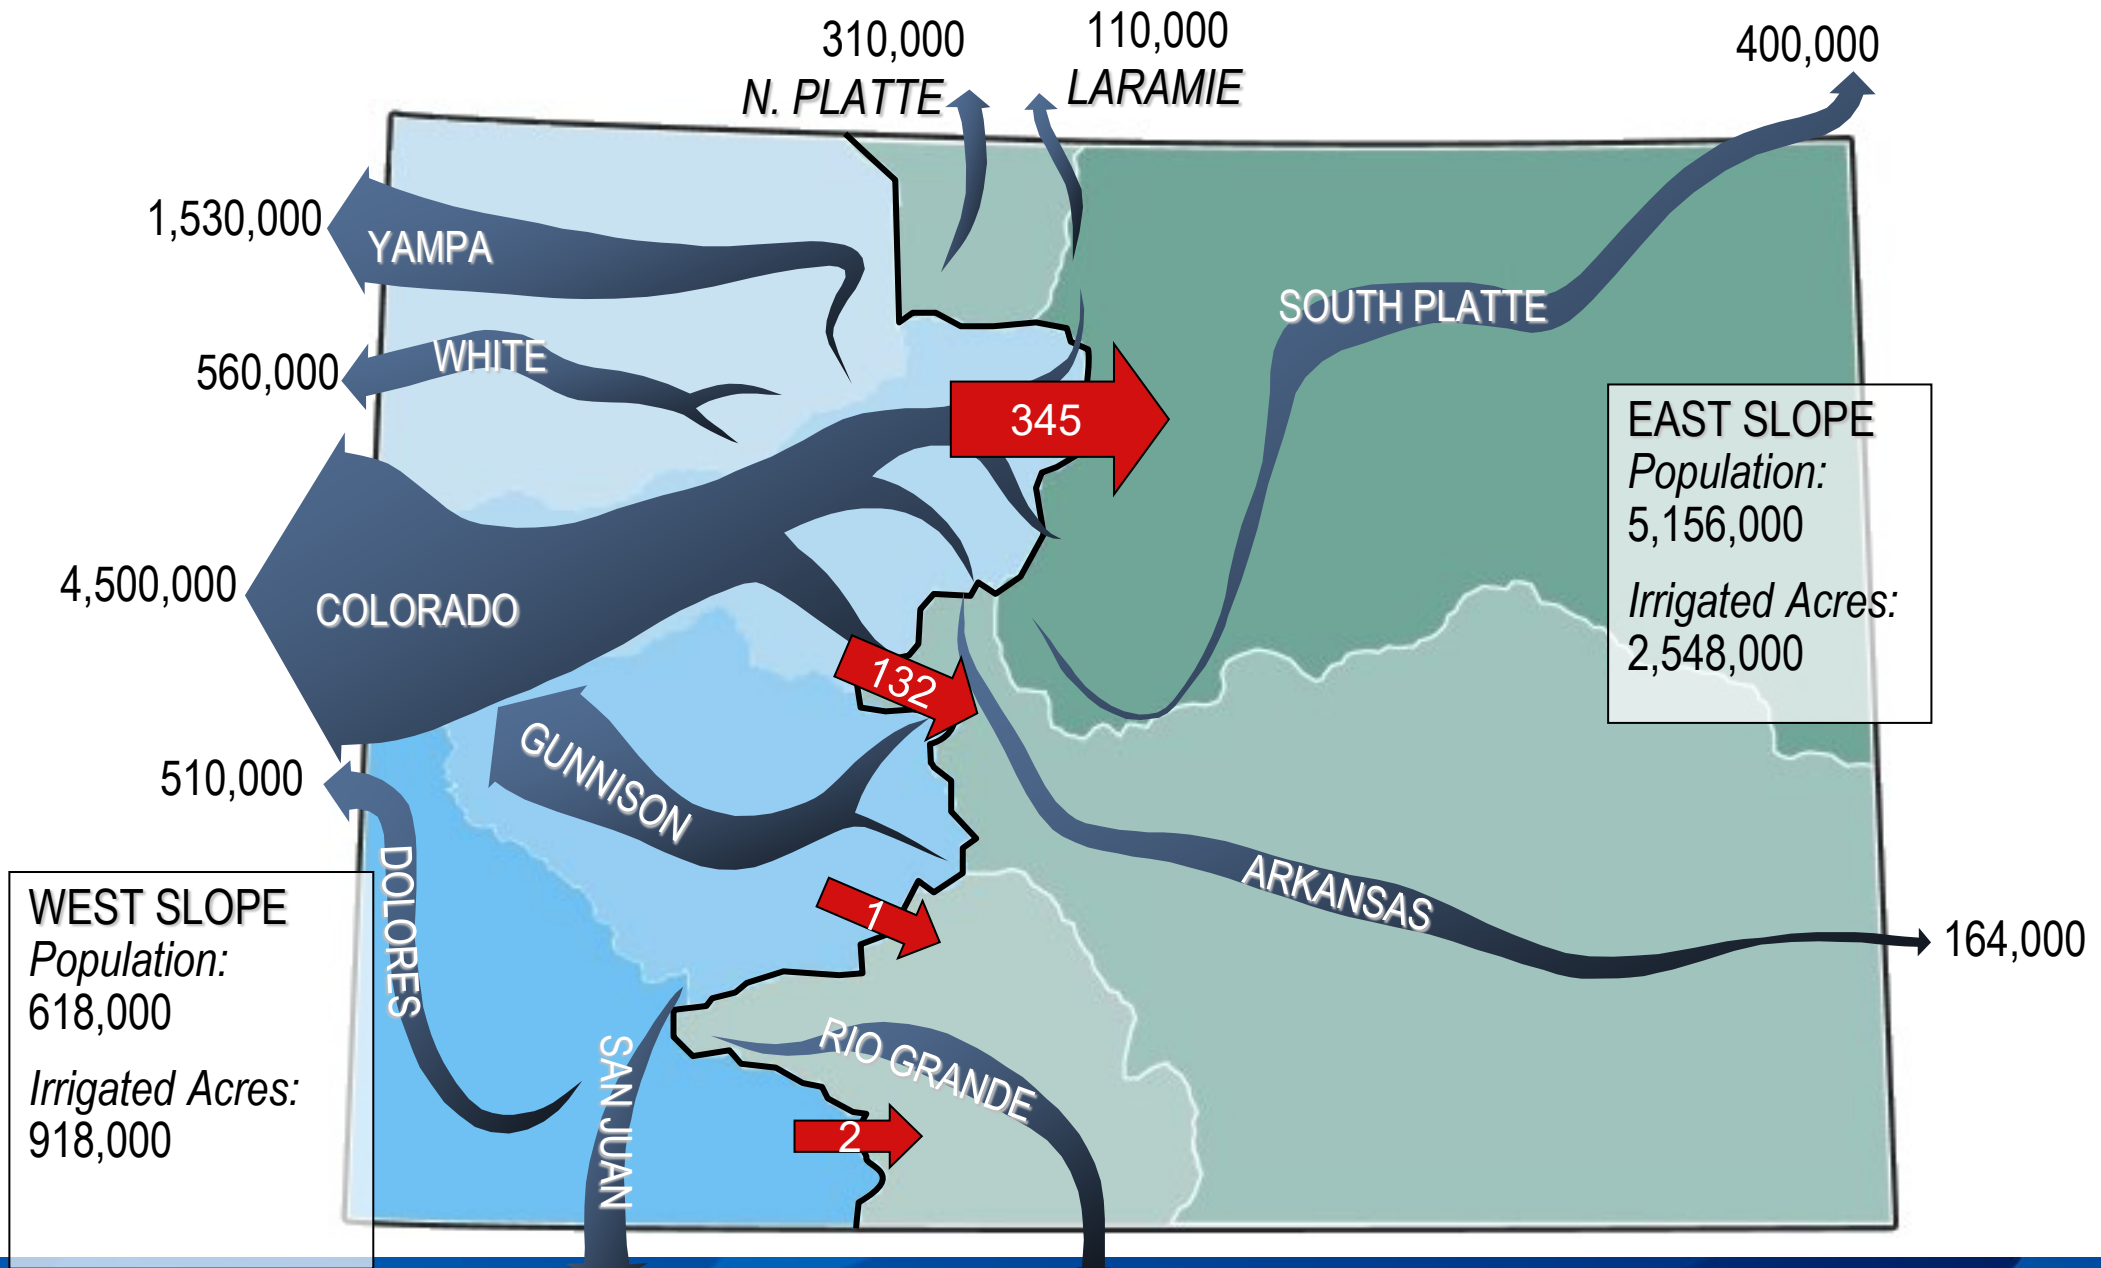 310,000
N. PLATTE
110,000
LARAMIE
400,000
1,530,000
YAMPA
560,000
WHITE
345
SOUTH PLATTE
EAST SLOPE
Population:
5,156,000
Irrigated Acres:
2,548,000
4,500,000
COLORADO
132
510,000
GUNNISON
DOLORES
1
ARKANSAS
164,000
WEST SLOPE
Population:
618,000
Irrigated Acres:
918,000
SAN JUAN
RIO GRANDE
2